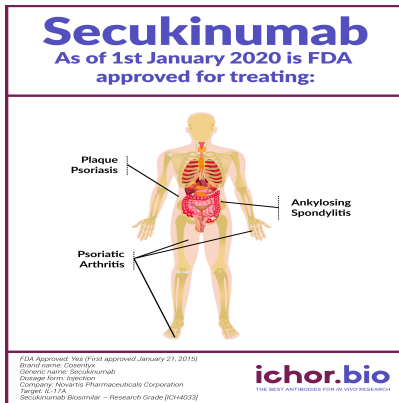 Secukinumab
As of 1st January 2020 is FDA
approved for treating:
Plaque
Psoriasis
Ankylosing
Spondylitis
Psoriatic
Arthritis
FDA Approved: Yes (First approved January 21, 2015)
Brand name: Cosentyx
Generic name: Secukinumab
Dosage form: Injection
Company: Novartis Pharmaceuticals Corporation
Target: IL-17A
Secukinumab Biosimilar – Research Grade [ICH4033]
ichor.bio
THE BEST ANTIBODIES FOR IN VIVO RESEARCH